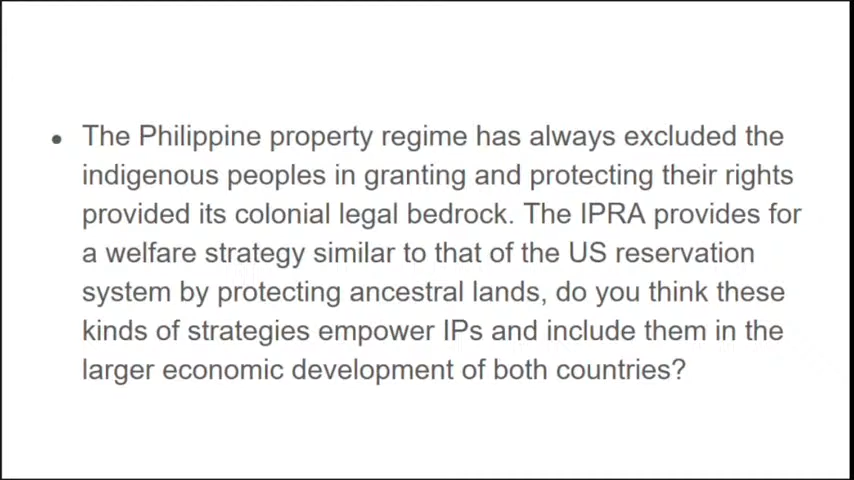 • The Philippine property regime has always excluded the
indigenous peoples in granting and protecting their rights
provided its colonial legal bedrock. The IPRA provides for
a welfare strategy similar to that of the US reservation
system by protecting ancestral lands, do you think these
kinds of strategies empower IPs and include them in the
larger economic development of both countries?